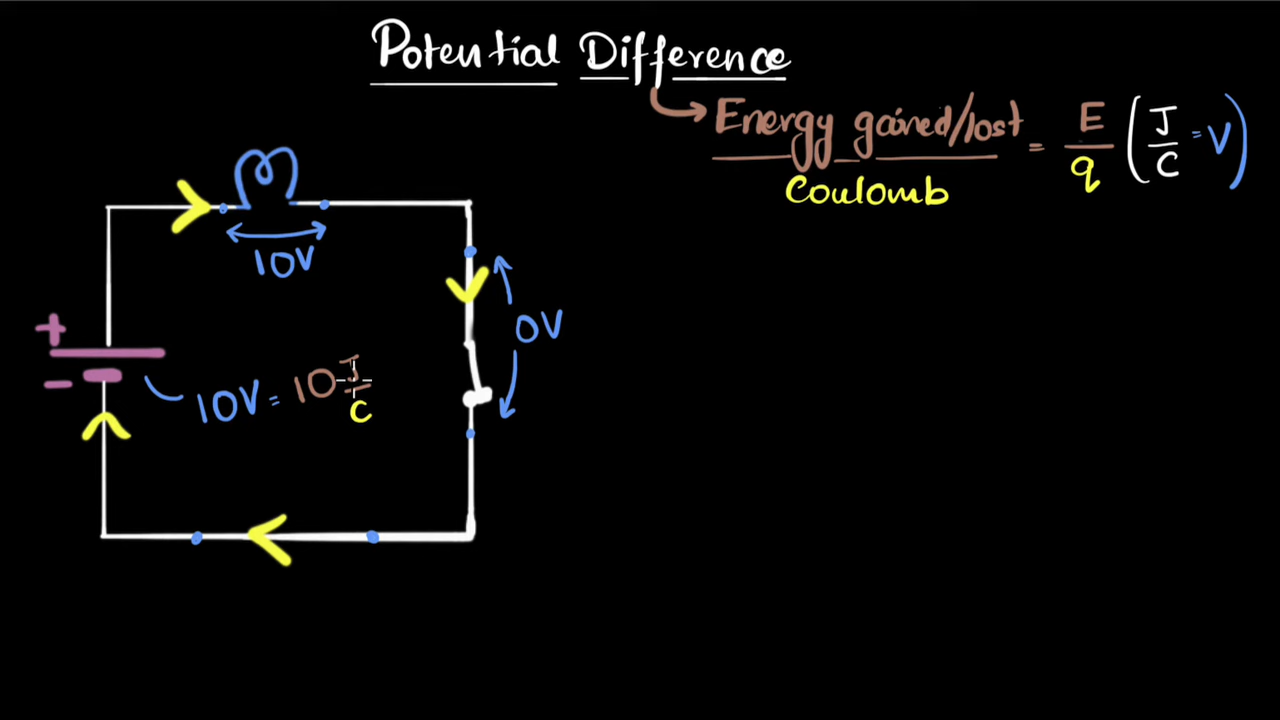 Potential Difference
Energy gained/lost = E ( J = V )
Coulomb q C
10V
+
0V
-
10V = 10 J
C